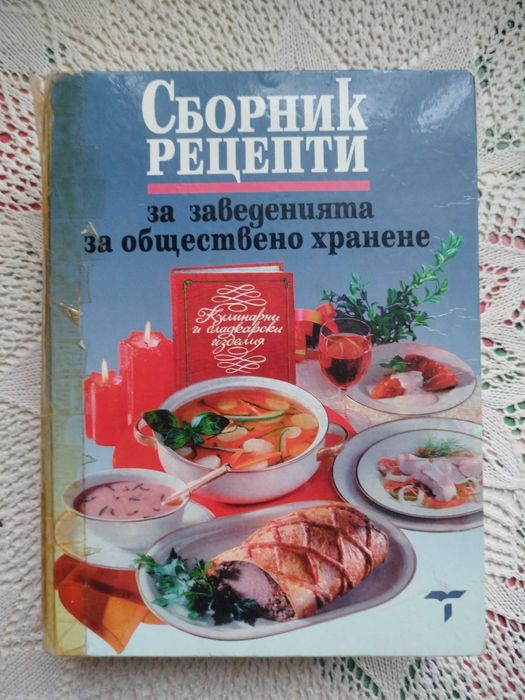 Сборник
рецепти
за заведенията
за обществено хранене
Кулинарни
и сладкарски
изделия
Т